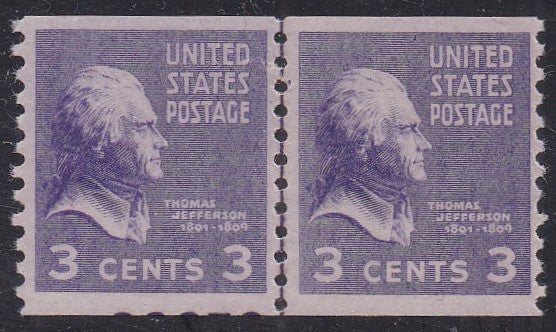 UNITED
STATES
POSTAGE
THOMAS
JEFFERSON
1801-1809
3 CENTS 3
UNITED
STATES
POSTAGE
THOMAS
JEFFERSON
1801-1809
3 CENTS 3